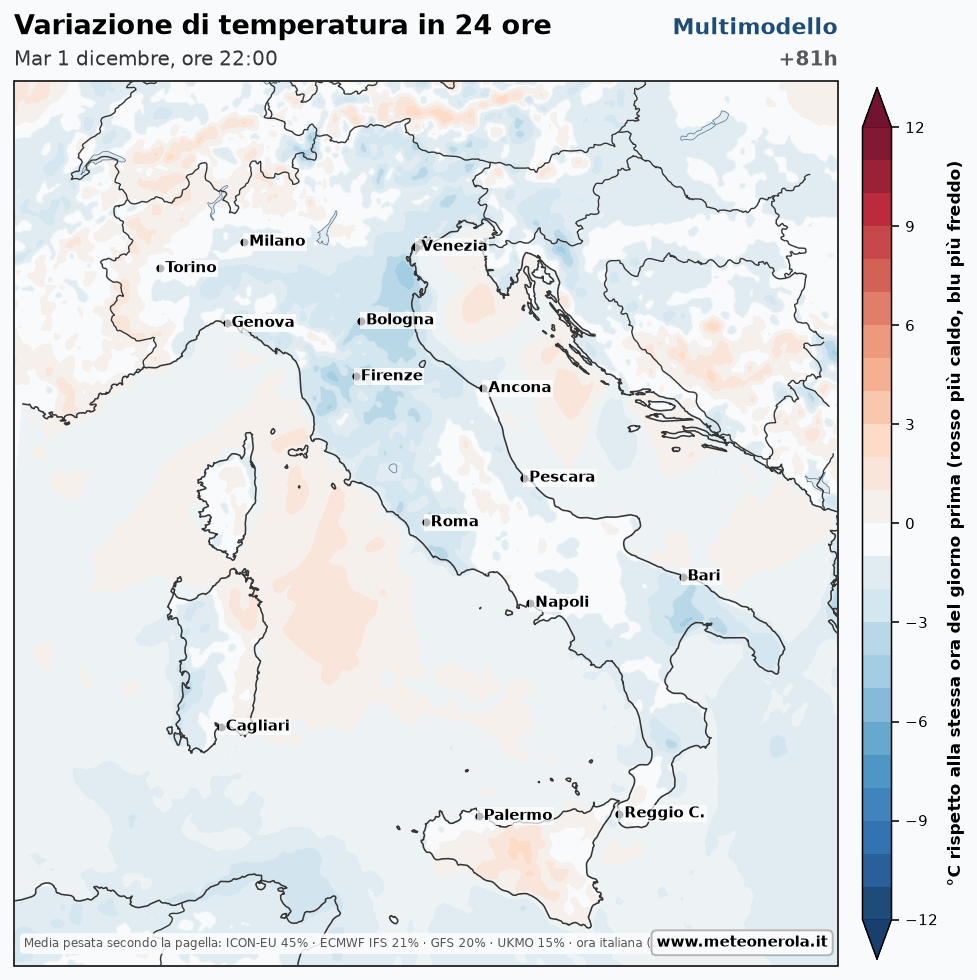 Variazione di temperatura in 24 ore
Multimodello
Mar 1 dicembre, ore 22:00
+81h
Milano
Venezia
Torino
Genova
Bologna
Firenze
Ancona
Pescara
Roma
Bari
Napoli
Cagliari
Palermo
Reggio C.
12
9
6
3
0
−3
−6
−9
−12
°C rispetto alla stessa ora del giorno prima (rosso più caldo, blu più freddo)
Media pesata secondo la pagella: ICON-EU 45% · ECMWF IFS 21% · GFS 20% · UKMO 15% · ora italiana (
www.meteonerola.it